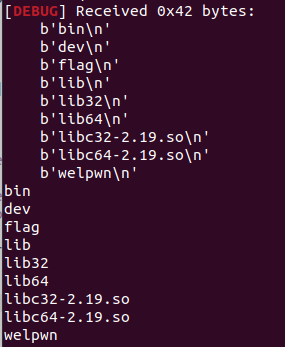 [DEBUG] Received 0x42 bytes:
b'bin\n'
b'dev\n'
b'flag\n'
b'lib\n'
b'lib32\n'
b'lib64\n'
b'libc32-2.19.so\n'
b'libc64-2.19.so\n'
b'welpwn\n'
bin
dev
flag
lib
lib32
lib64
libc32-2.19.so
libc64-2.19.so
welpwn